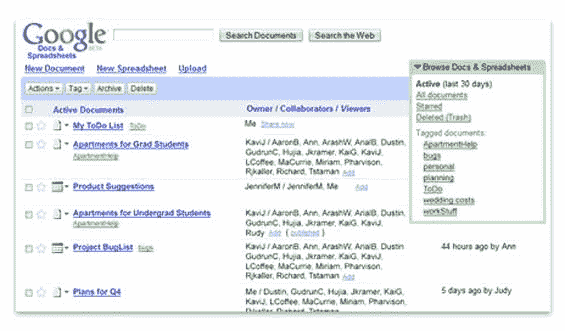 Google
BETA
Docs &
Spreadsheets
Search Documents
Search the Web
New Document
New Spreadsheet
Upload
Actions
Tag
Archive
Delete
Active Documents
Owner / Collaborators / Viewers
My ToDo List ToDo
Me Share now
Apartments for Grad Students
ApartmentHelp
KaviJ / AaronB, Ann, ArashW, ArialB, Dustin,
GudrunC, Hujia, Jkramer, KaiG, KaviJ,
LCoffee, MaCurrie, Miriam, Pharvison,
Rjkaller, Richard, Tstaman Add
Product Suggestions
JenniferM / JenniferM, Me Add
Apartments for Undergrad Students
ApartmentHelp
KaviJ / AaronB, Ann, ArashW, ArialB, Dustin,
GudrunC, Hujia, Jkramer, KaiG, KaviJ,
Rudy Add ( published )
Project BugList bugs
KaviJ / AaronB, Ann, ArashW, ArialB, Dustin,
GudrunC, Hujia, Jkramer, KaiG, KaviJ,
LCoffee, MaCurrie, Miriam, Pharvison,
Rjkaller, Richard, Tstaman Add
44 hours ago by Ann
Plans for Q4
Me / Dustin, GudrunC, Hujia, Jkramer, KaiG,
KaviJ, LCoffee, MaCurrie, Miriam, Pharvison,
Rjkaller, Richard, Tstaman Add
5 days ago by Judy
Browse Docs & Spreadsheets
Active (last 30 days)
All documents
Starred
Deleted (Trash)
Tagged documents:
ApartmentHelp
bugs
personal
planning
ToDo
wedding costs
workStuff